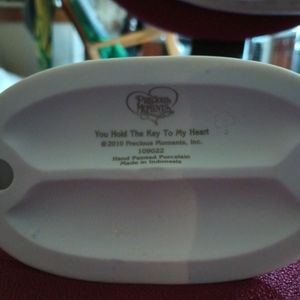 Precious
Moments
You Hold The Key To My Heart
©2010 Precious Moments, Inc.
109022
Hand Painted Porcelain
Made in Indonesia